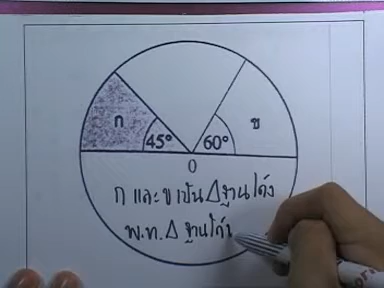 ก
ข
45° 60°
0
ก และ ข เป็น Δ ฐานโค้ง
พ.ท. Δ ฐานโค้ง